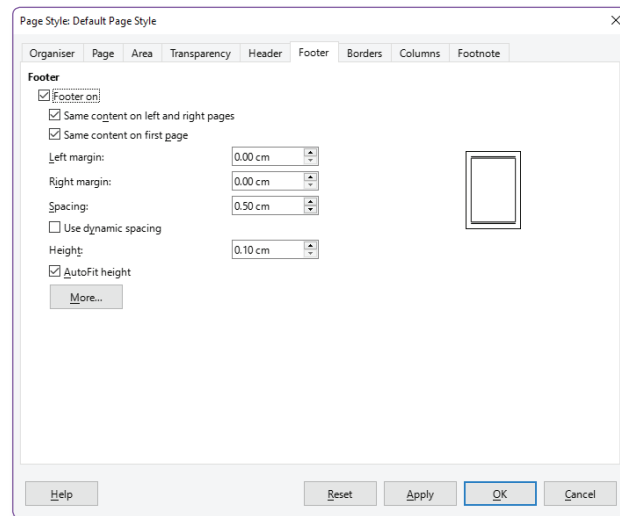 Page Style: Default Page Style
Organiser Page Area Transparency Header Footer Borders Columns Footnote
Footer
Footer on
Same content on left and right pages
Same content on first page
Left margin: 0.00 cm
Right margin: 0.00 cm
Spacing: 0.50 cm
Use dynamic spacing
Height: 0.10 cm
AutoFit height
More...
Help Reset Apply OK Cancel